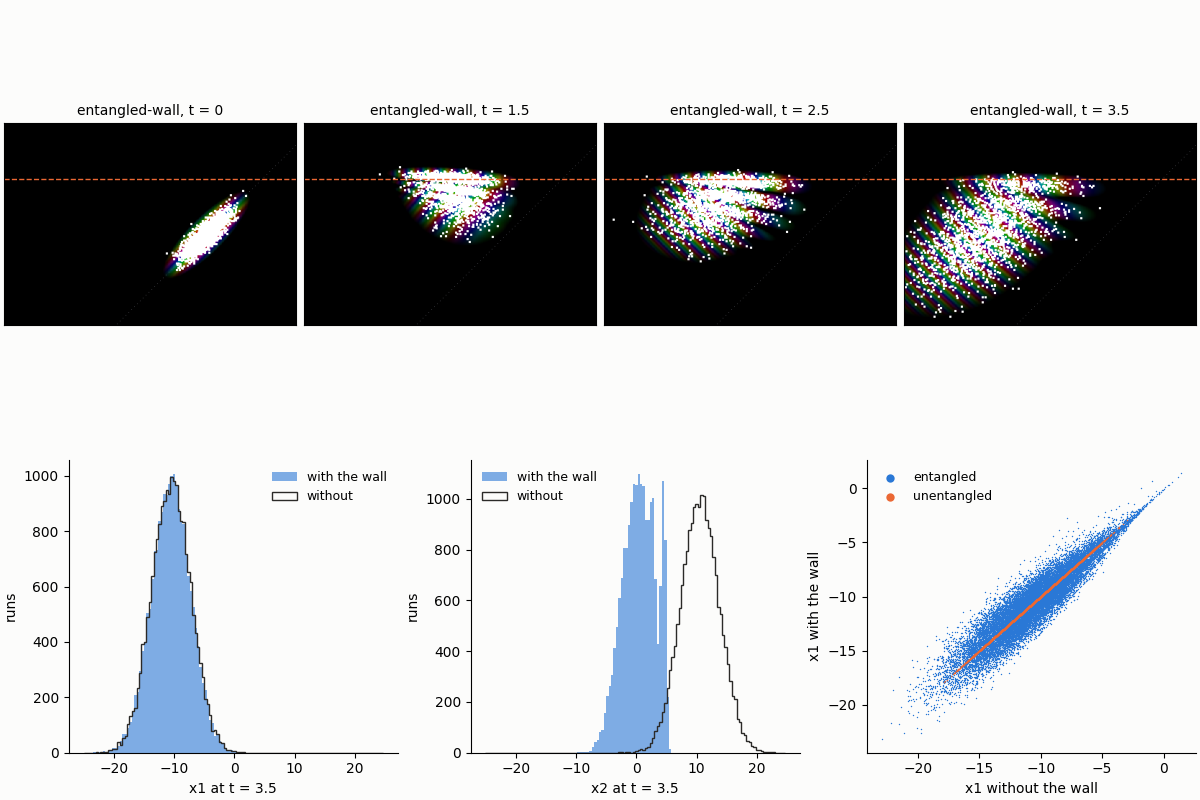 entangled-wall, t = 0
entangled-wall, t = 1.5
entangled-wall, t = 2.5
entangled-wall, t = 3.5
runs
1000
800
600
400
200
0
−20
−10
0
10
20
x1 at t = 3.5
with the wall
without
runs
1000
800
600
400
200
0
−20
−10
0
10
20
x2 at t = 3.5
with the wall
without
x1 with the wall
0
−5
−10
−15
−20
−20
−15
−10
−5
0
x1 without the wall
entangled
unentangled